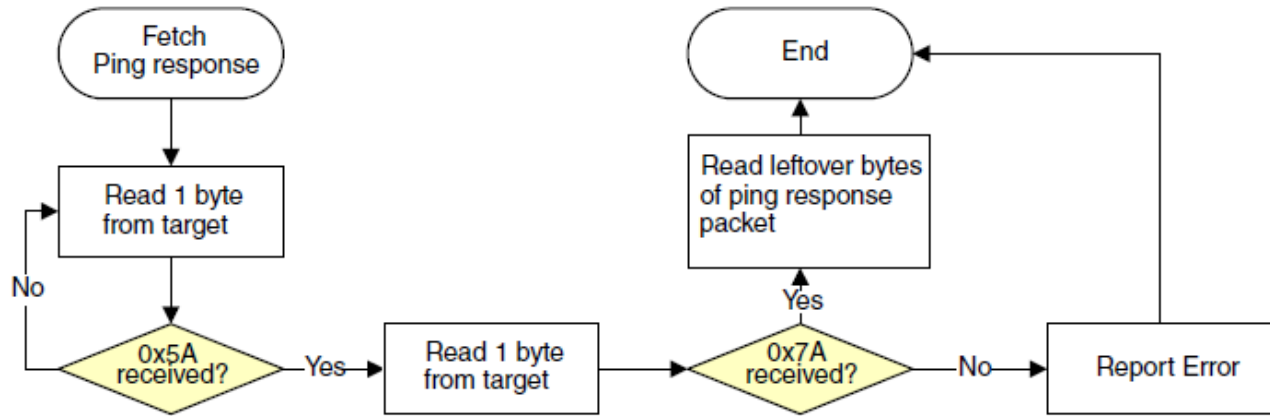 Fetch
Ping response
End
Read 1 byte
from target
Read leftover bytes
of ping response
packet
No
Yes
0x5A
received?
Yes
Read 1 byte
from target
0x7A
received?
No
Report Error